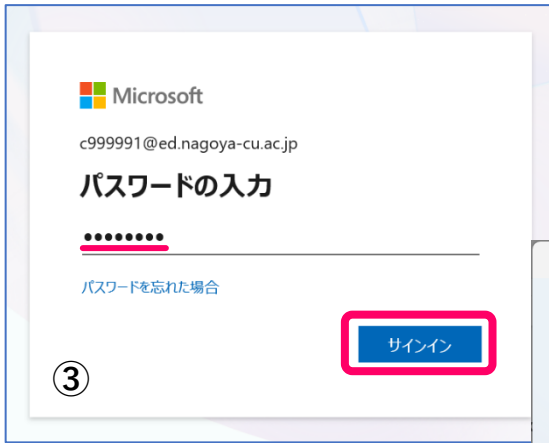 Microsoft
c999991@ed.nagoya-cu.ac.jp
パスワードの入力
••••••••
パスワードを忘れた場合
サインイン
③